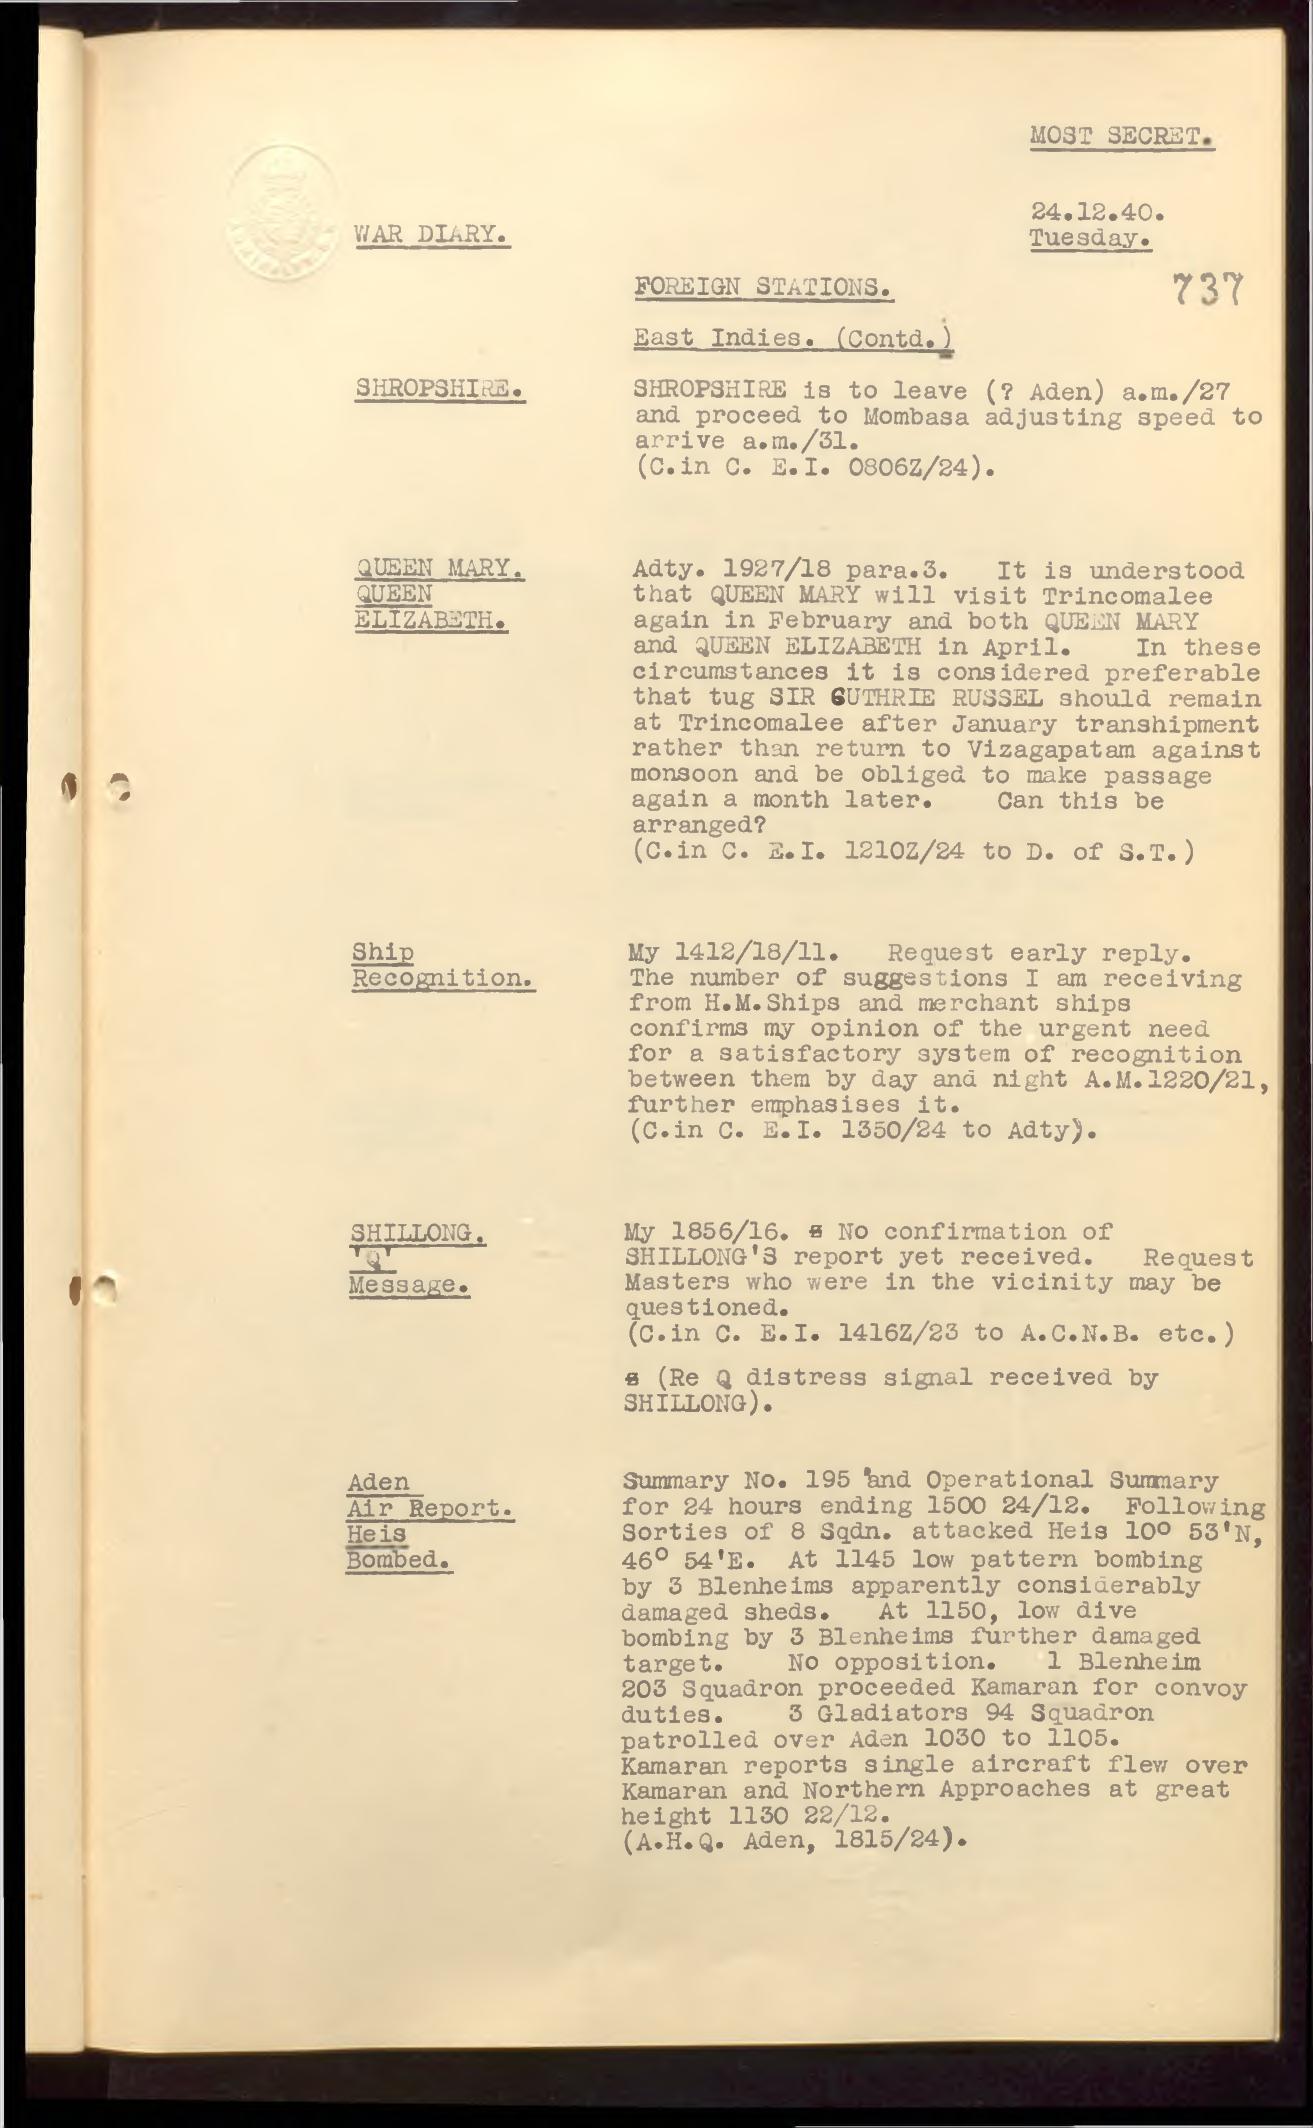 MOST SECRET.
24.12.40.
Tuesday.
WAR DIARY.
737
FOREIGN STATIONS.
East Indies. (Contd.)
SHROPSHIRE.
SHROPSHIRE is to leave (? Aden) a.m./27
and proceed to Mombasa adjusting speed to
arrive a.m./31.
(C.in C. E.I. 0806Z/24).
QUEEN MARY.
QUEEN
ELIZABETH.
Adty. 1927/18 para.3. It is understood
that QUEEN MARY will visit Trincomalee
again in February and both QUEEN MARY
and QUEEN ELIZABETH in April. In these
circumstances it is considered preferable
that tug SIR GUTHRIE RUSSEL should remain
at Trincomalee after January transhipment
rather than return to Vizagapatam against
monsoon and be obliged to make passage
again a month later. Can this be
arranged?
(C.in C. E.I. 1210Z/24 to D. of S.T.)
Ship
Recognition.
My 1412/18/11. Request early reply.
The number of suggestions I am receiving
from H.M.Ships and merchant ships
confirms my opinion of the urgent need
for a satisfactory system of recognition
between them by day and night A.M.1220/21,
further emphasises it.
(C.in C. E.I. 1350/24 to Adty).
SHILLONG.
'Q'
Message.
My 1856/16. No confirmation of
SHILLONG'S report yet received. Request
Masters who were in the vicinity may be
questioned.
(C.in C. E.I. 1416Z/23 to A.C.N.B. etc.)
(Re Q distress signal received by
SHILLONG).
Aden
Air Report.
Heis
Bombed.
Summary No. 195 and Operational Summary
for 24 hours ending 1500 24/12. Following
Sorties of 8 Sqdn. attacked Heis 10° 53'N,
46° 54'E. At 1145 low pattern bombing
by 3 Blenheims apparently considerably
damaged sheds. At 1150, low dive
bombing by 3 Blenheims further damaged
target. No opposition. 1 Blenheim
203 Squadron proceeded Kamaran for convoy
duties. 3 Gladiators 94 Squadron
patrolled over Aden 1030 to 1105.
Kamaran reports single aircraft flew over
Kamaran and Northern Approaches at great
height 1130 22/12.
(A.H.Q. Aden, 1815/24).